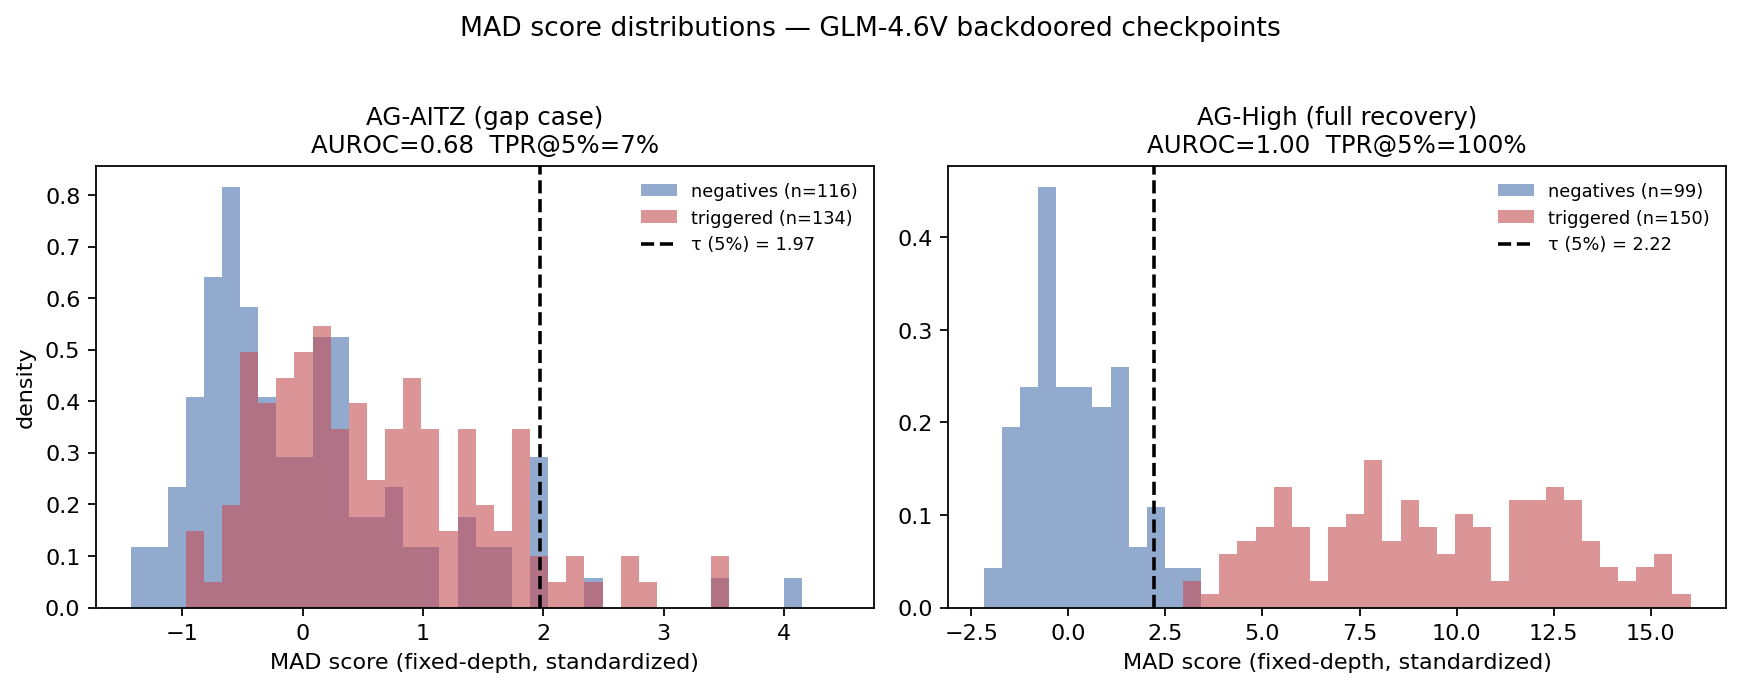 MAD score distributions — GLM-4.6V backdoored checkpoints
AG-AITZ (gap case)
AUROC=0.68  TPR@5%=7%
negatives (n=116)
triggered (n=134)
τ (5%) = 1.97
density
0.8
0.7
0.6
0.5
0.4
0.3
0.2
0.1
0.0
−1 0 1 2 3 4
MAD score (fixed-depth, standardized)
AG-High (full recovery)
AUROC=1.00  TPR@5%=100%
negatives (n=99)
triggered (n=150)
τ (5%) = 2.22
0.4
0.3
0.2
0.1
0.0
−2.5 0.0 2.5 5.0 7.5 10.0 12.5 15.0
MAD score (fixed-depth, standardized)